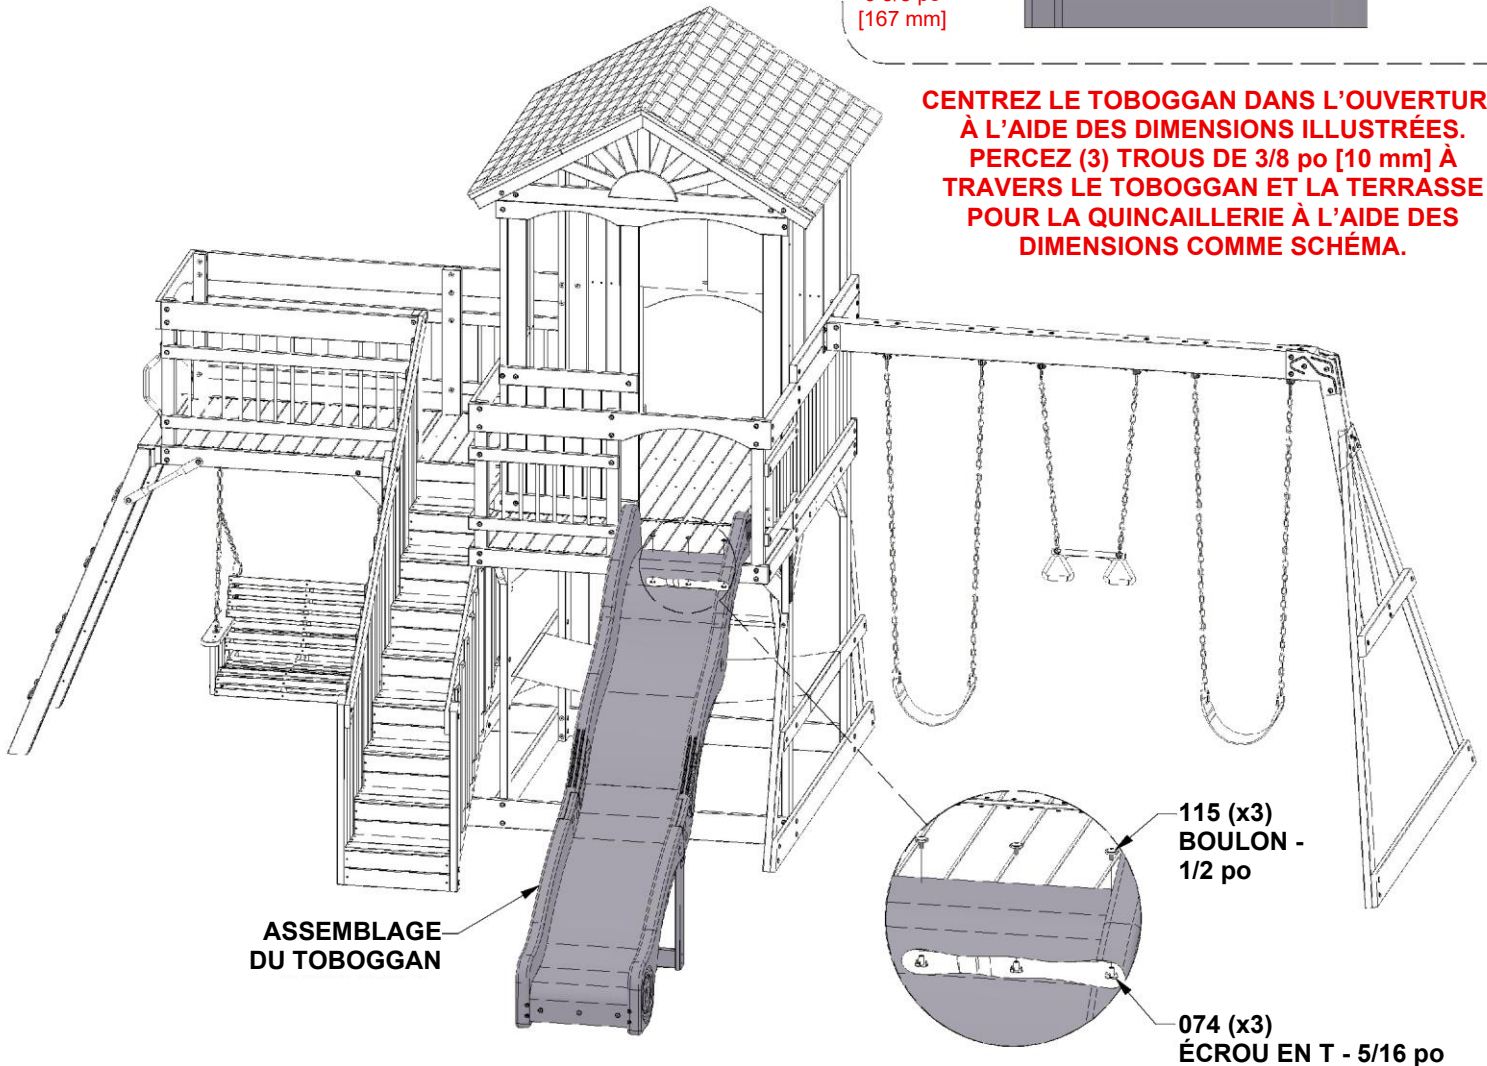 [167 mm]
CENTREZ LE TOBOGGAN DANS L’OUVERTUR
À L’AIDE DES DIMENSIONS ILLUSTRÉES.
PERCEZ (3) TROUS DE 3/8 po [10 mm] À
TRAVERS LE TOBOGGAN ET LA TERRASSE
POUR LA QUINCAILLERIE À L’AIDE DES
DIMENSIONS COMME SCHÉMA.
115 (x3)
BOULON -
1/2 po
ASSEMBLAGE
DU TOBOGGAN
074 (x3)
ÉCROU EN T - 5/16 po